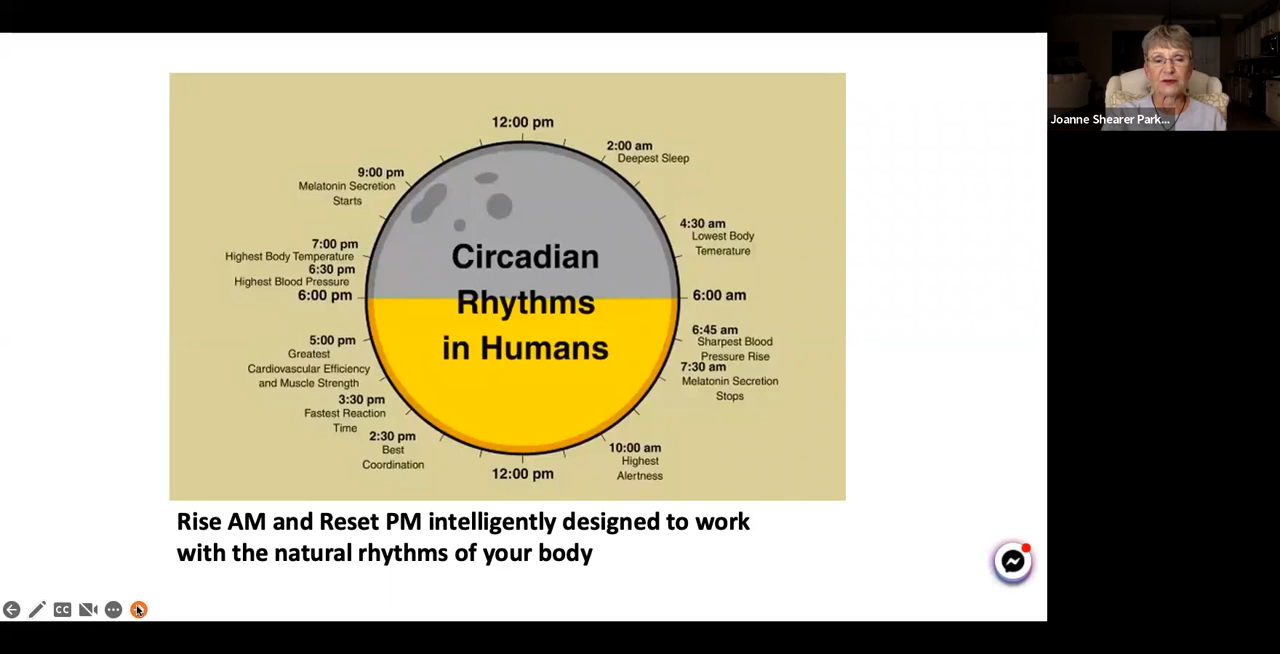 12:00 pm
2:00 am
Deepest Sleep
9:00 pm
Melatonin Secretion
Starts
4:30 am
Lowest Body
Temerature
7:00 pm
Highest Body Temperature
6:30 pm
Highest Blood Pressure
6:00 pm
Circadian
Rhythms
in Humans
6:00 am
6:45 am
Sharpest Blood
Pressure Rise
7:30 am
Melatonin Secretion
Stops
5:00 pm
Greatest
Cardiovascular Efficiency
and Muscle Strength
3:30 pm
Fastest Reaction
Time
2:30 pm
Best
Coordination
10:00 am
Highest
Alertness
12:00 pm
Rise AM and Reset PM intelligently designed to work
with the natural rhythms of your body
Joanne Shearer Park...
CC